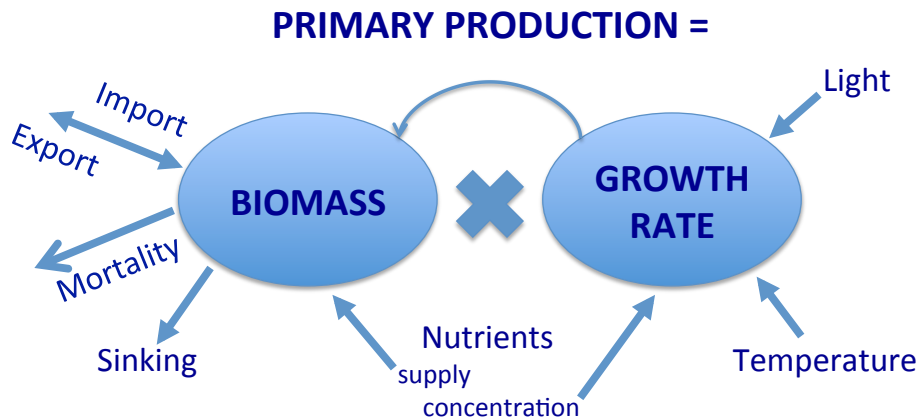 PRIMARY PRODUCTION =
Light
Import
Export
BIOMASS
GROWTH
RATE
Mortality
Sinking
Nutrients
supply
concentration
Temperature